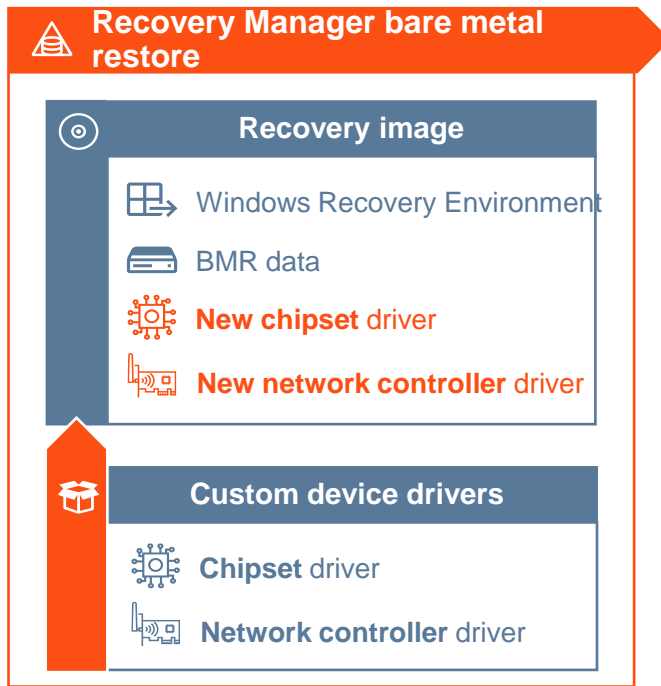 Recovery Manager bare metal
restore
Recovery image
Windows Recovery Environment
BMR data
New chipset driver
New network controller driver
Custom device drivers
Chipset driver
Network controller driver